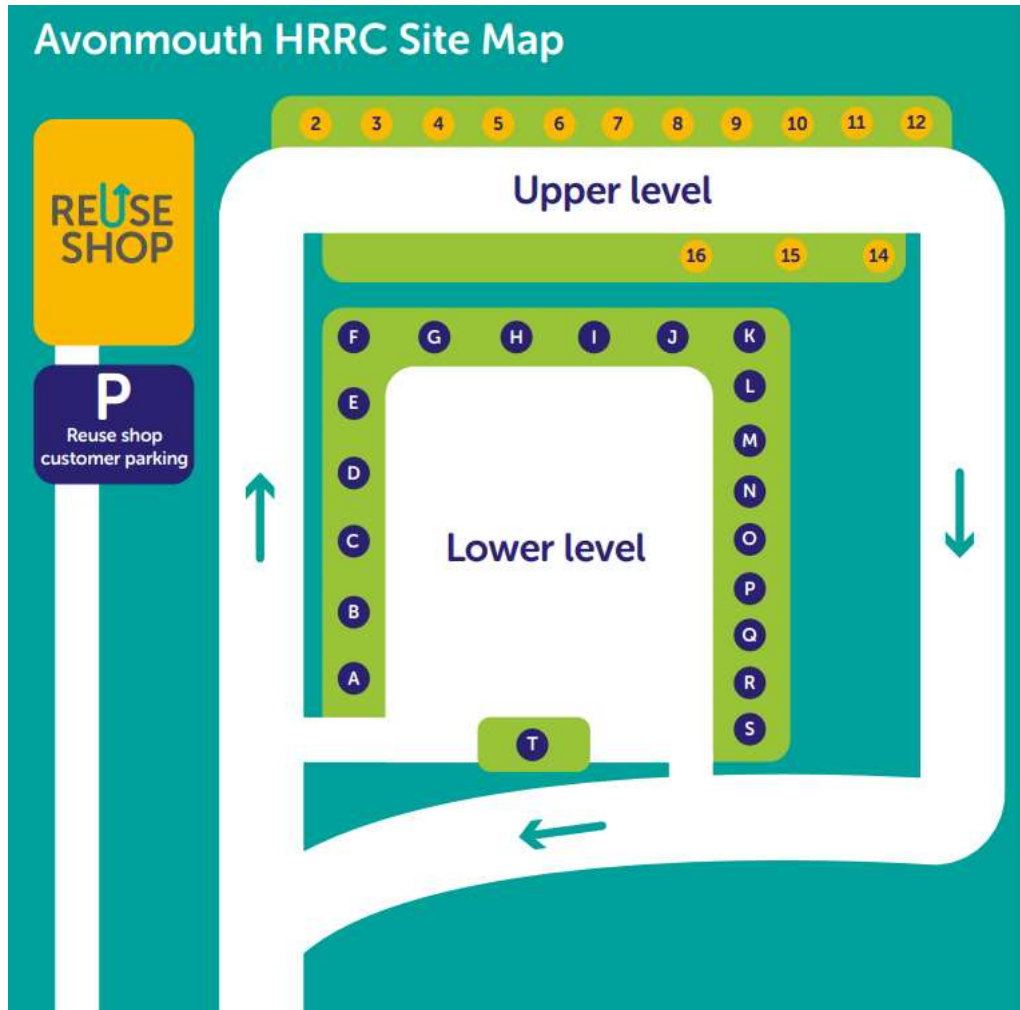 Avonmouth HRRC Site Map
2 3 4 5 6 7 8 9 10 11 12
REUSE
SHOP
Upper level
16 15 14
F G H I J K
L
E
P
Reuse shop
customer parking
M
D
N
C
Lower level
O
P
B
Q
A
R
S
T